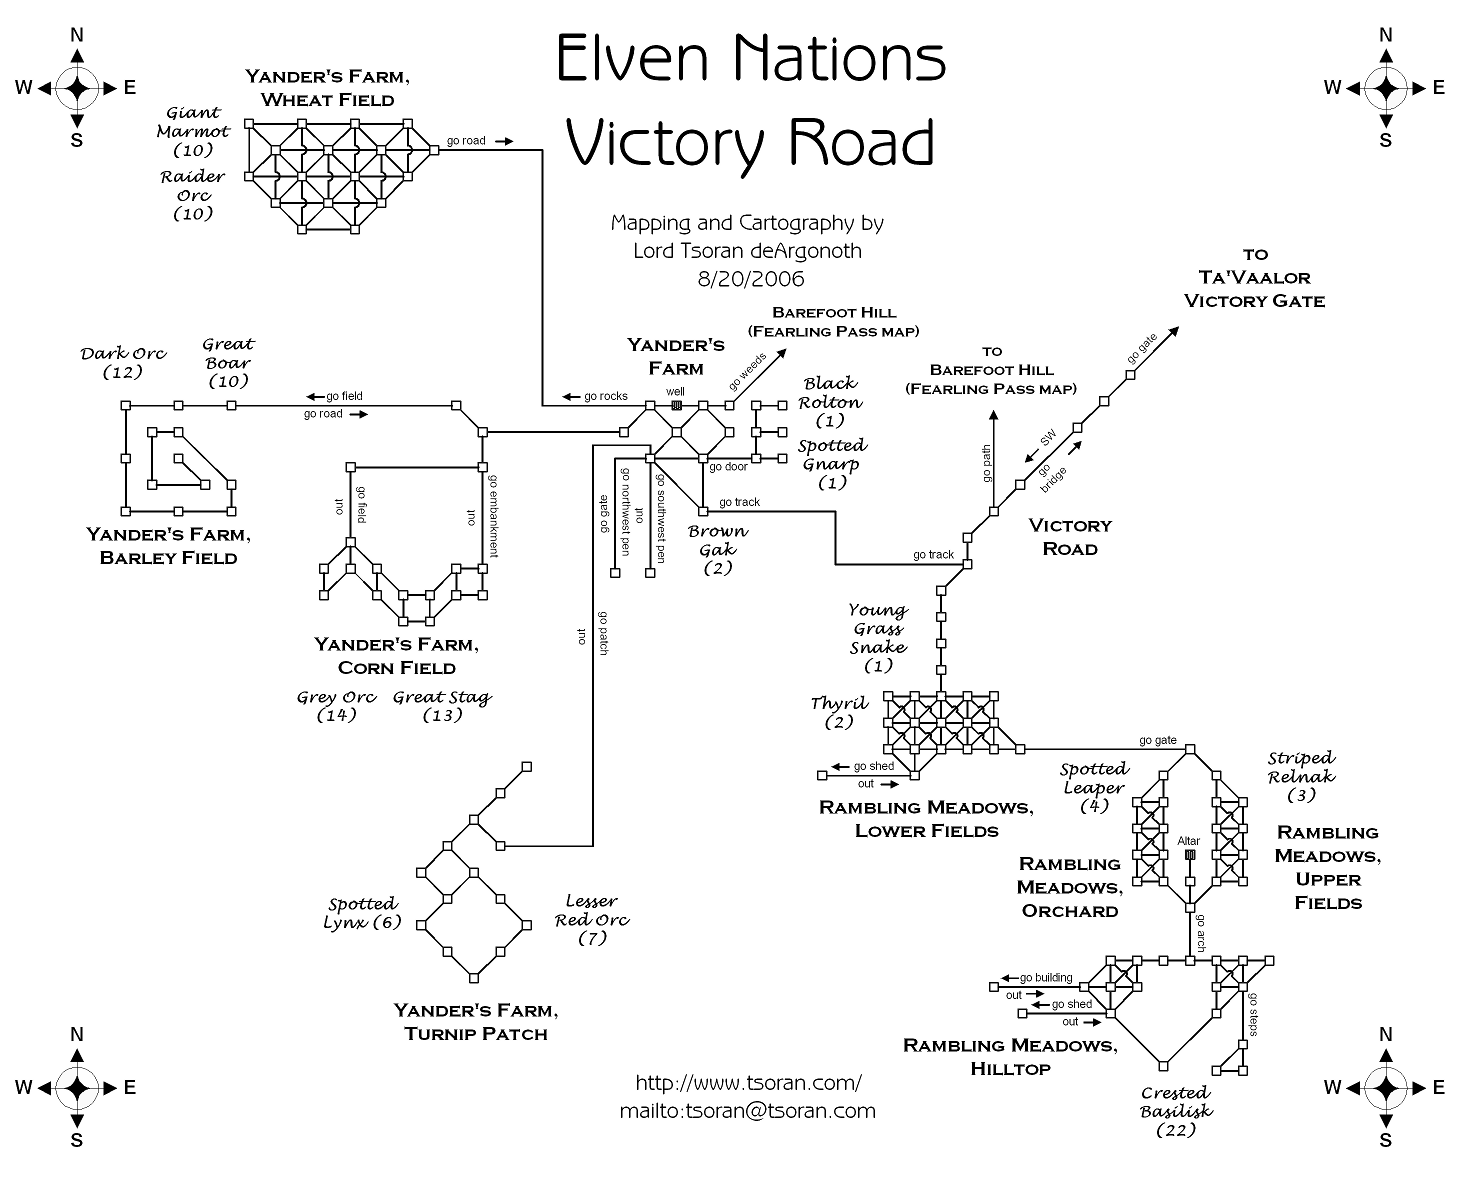 Elven Nations
Victory Road
Mapping and Cartography by
Lord Tsoran deArgonoth
8/20/2006
N
W
E
S
N
W
E
S
Yander's Farm,
Wheat Field
Giant
Marmot
(10)
Raider
Orc
(10)
go road
To
Ta'Vaalor
Victory Gate
go gate
Barefoot Hill
(Fearling Pass map)
Yander's
Farm
well
go weeds
go rocks
To
Barefoot Hill
(Fearling Pass map)
go path
SW
go
bridge
Victory
Road
Dark Orc
(12)
Great
Boar
(10)
go field
go road
Black
Rolton
(1)
Spotted
Gnarp
(1)
go door
go track
go track
Brown
Gak
(2)
go gate
go northwest pen
out
go southwest pen
out
go field
out
go embankment
Yander's Farm,
Barley Field
Yander's Farm,
Corn Field
Grey Orc
(14)
Great Stag
(13)
out
go patch
Young
Grass
Snake
(1)
Thyril
(2)
go shed
out
Rambling Meadows,
Lower Fields
go gate
Spotted
Leaper
(4)
Striped
Relnak
(3)
Altar
Rambling
Meadows,
Orchard
Rambling
Meadows,
Upper
Fields
go arch
Spotted
Lynx (6)
Lesser
Red Orc
(7)
Yander's Farm,
Turnip Patch
go building
out
go shed
out
go steps
Rambling Meadows,
Hilltop
Crested
Basilisk
(22)
http://www.tsoran.com/
mailto:tsoran@tsoran.com
N
W
E
S
N
W
E
S